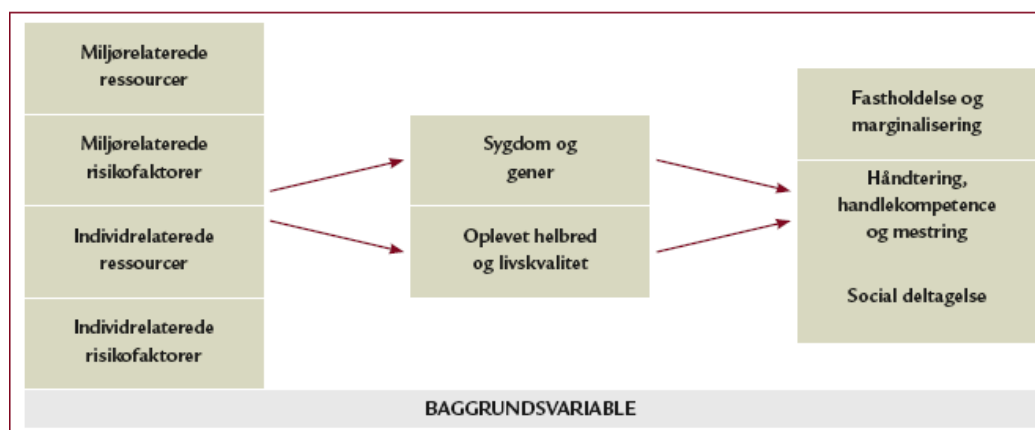 Miljørelaterede
ressourcer
Miljørelaterede
risikofaktorer
Individrelaterede
ressourcer
Individrelaterede
risikofaktorer
Sygdom og
gener
Oplevet helbred
og livskvalitet
Fastholdelse og
marginalisering
Håndtering,
handlekompetence
og mestring
Social deltagelse
BAGGRUNDSVARIABLE